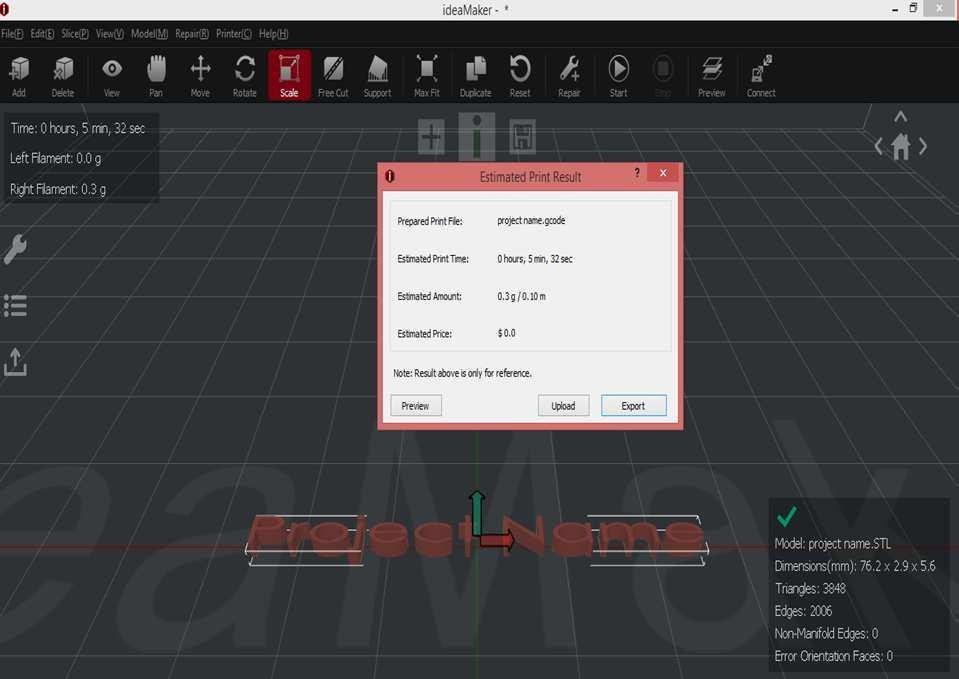 ideaMaker - *
File(F) Edit(E) Slice(P) View(V) Model(M) Repair(R) Printer(C) Help(H)
Add Delete View Pan Move Rotate Scale Free Cut Support Max Fit Duplicate Reset Repair Start Stop Preview Connect
Time: 0 hours, 5 min, 32 sec
Left Filament: 0.0 g
Right Filament: 0.3 g
Estimated Print Result
Prepared Print File: project name.gcode
Estimated Print Time: 0 hours, 5 min, 32 sec
Estimated Amount: 0.3 g / 0.10 m
Estimated Price: $ 0.0
Note: Result above is only for reference.
Preview Upload Export
eaMak
Project Name
Model: project name.STL
Dimensions(mm): 76.2 x 2.9 x 5.6
Triangles: 3848
Edges: 2006
Non-Manifold Edges: 0
Error Orientation Faces: 0